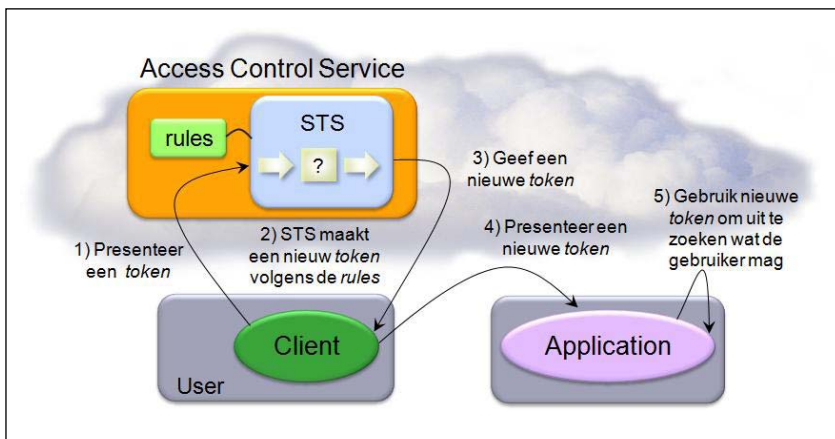 Access Control Service
rules
STS
?
1) Presenteer
een token
2) STS maakt
een nieuw token
volgens de rules
3) Geef een
nieuwe token
4) Presenteer een
nieuwe token
5) Gebruik nieuwe
token om uit te
zoeken wat de
gebruiker mag
Client
User
Application